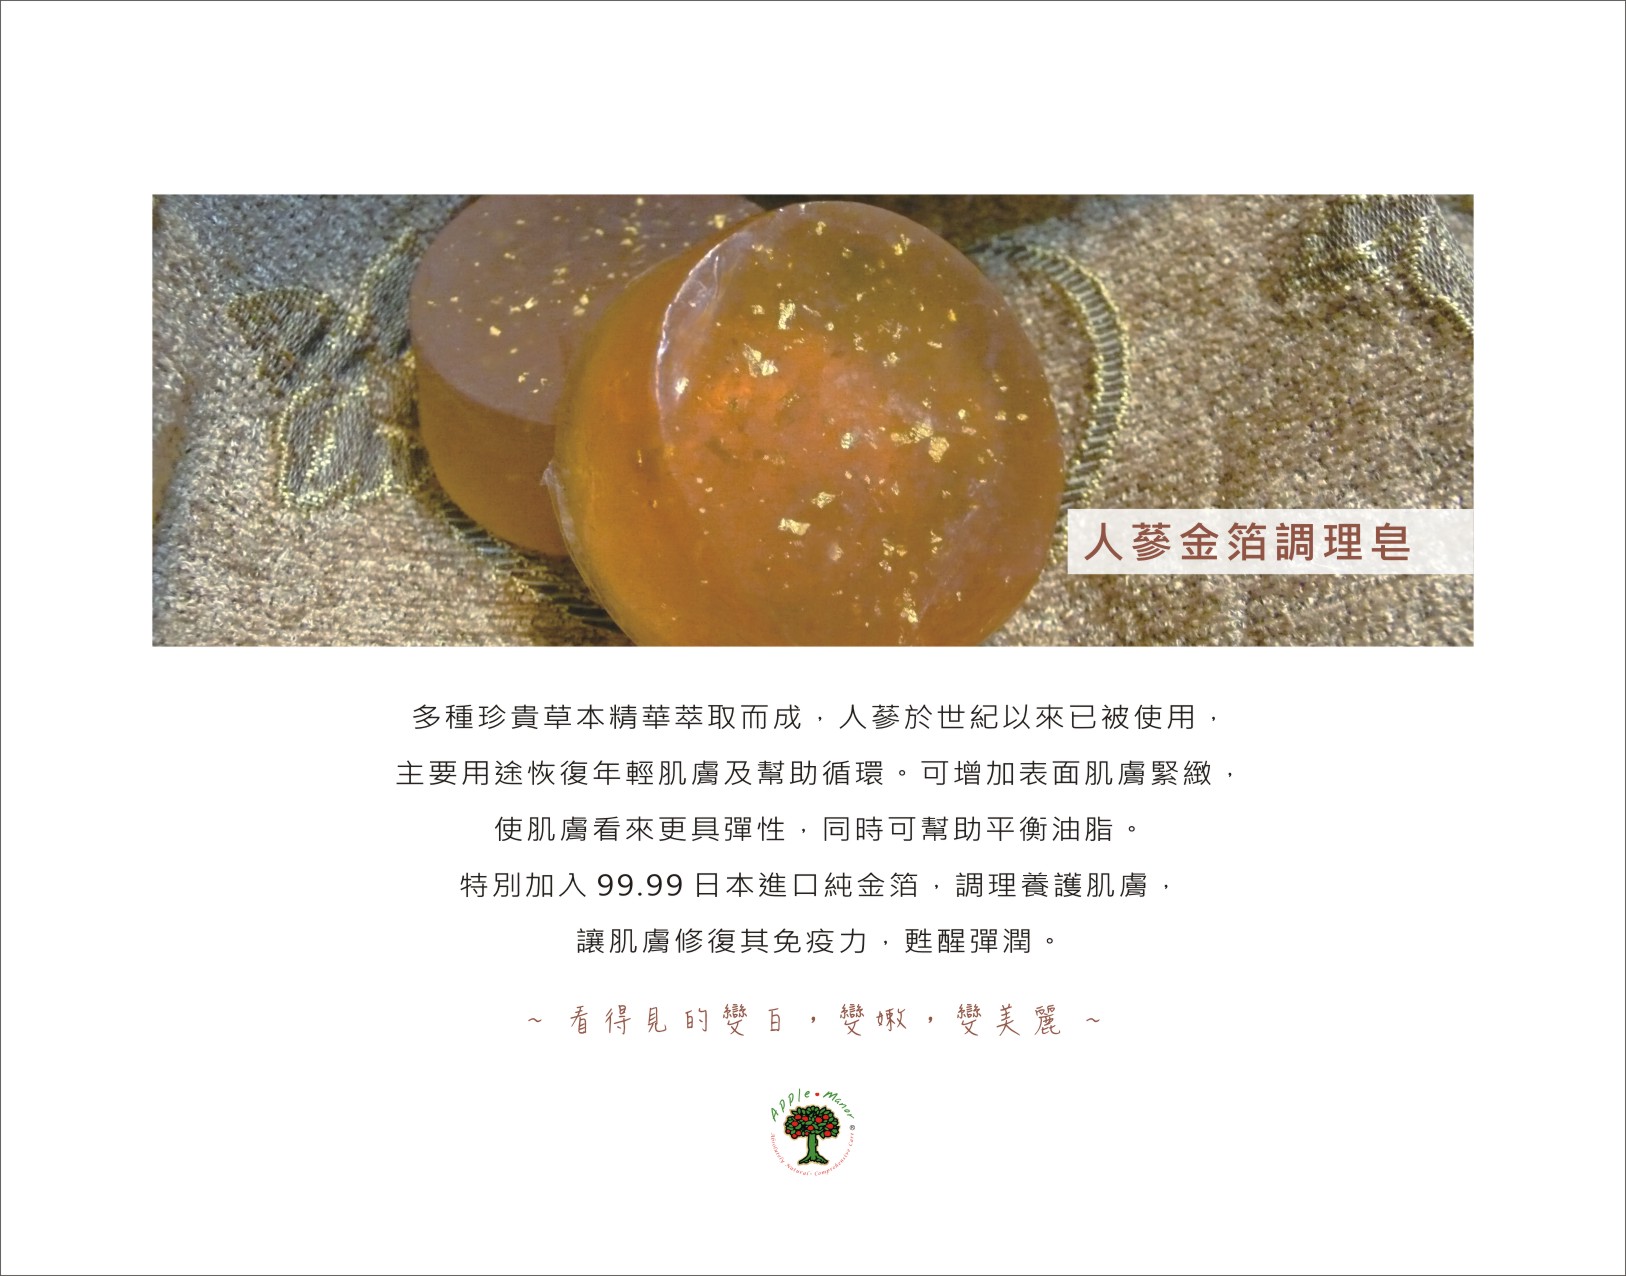 人蔘金箔調理皂
多種珍貴草本精華萃取而成，人蔘於世紀以來已被使用，
主要用途恢復年輕肌膚及幫助循環。可增加表面肌膚緊緻，
使肌膚看來更具彈性，同時可幫助平衡油脂。
特別加入 99.99 日本進口純金箔，調理養護肌膚，
讓肌膚修復其免疫力，甦醒彈潤。
~ 看得見的變白，變嫩，變美麗 ~
Apple • Manor ®
Absolutely Natural • Comprehensive Care